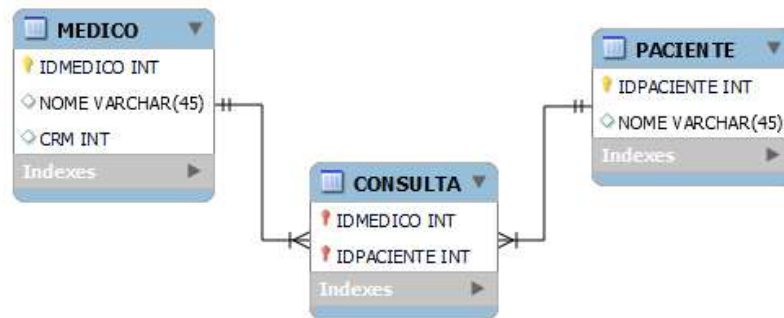 MEDICO
IDMEDICO INT
NOME VARCHAR(45)
CRM INT
Indexes
PACIENTE
IDPACIENTE INT
NOME VARCHAR(45)
Indexes
CONSULTA
IDMEDICO INT
IDPACIENTE INT
Indexes